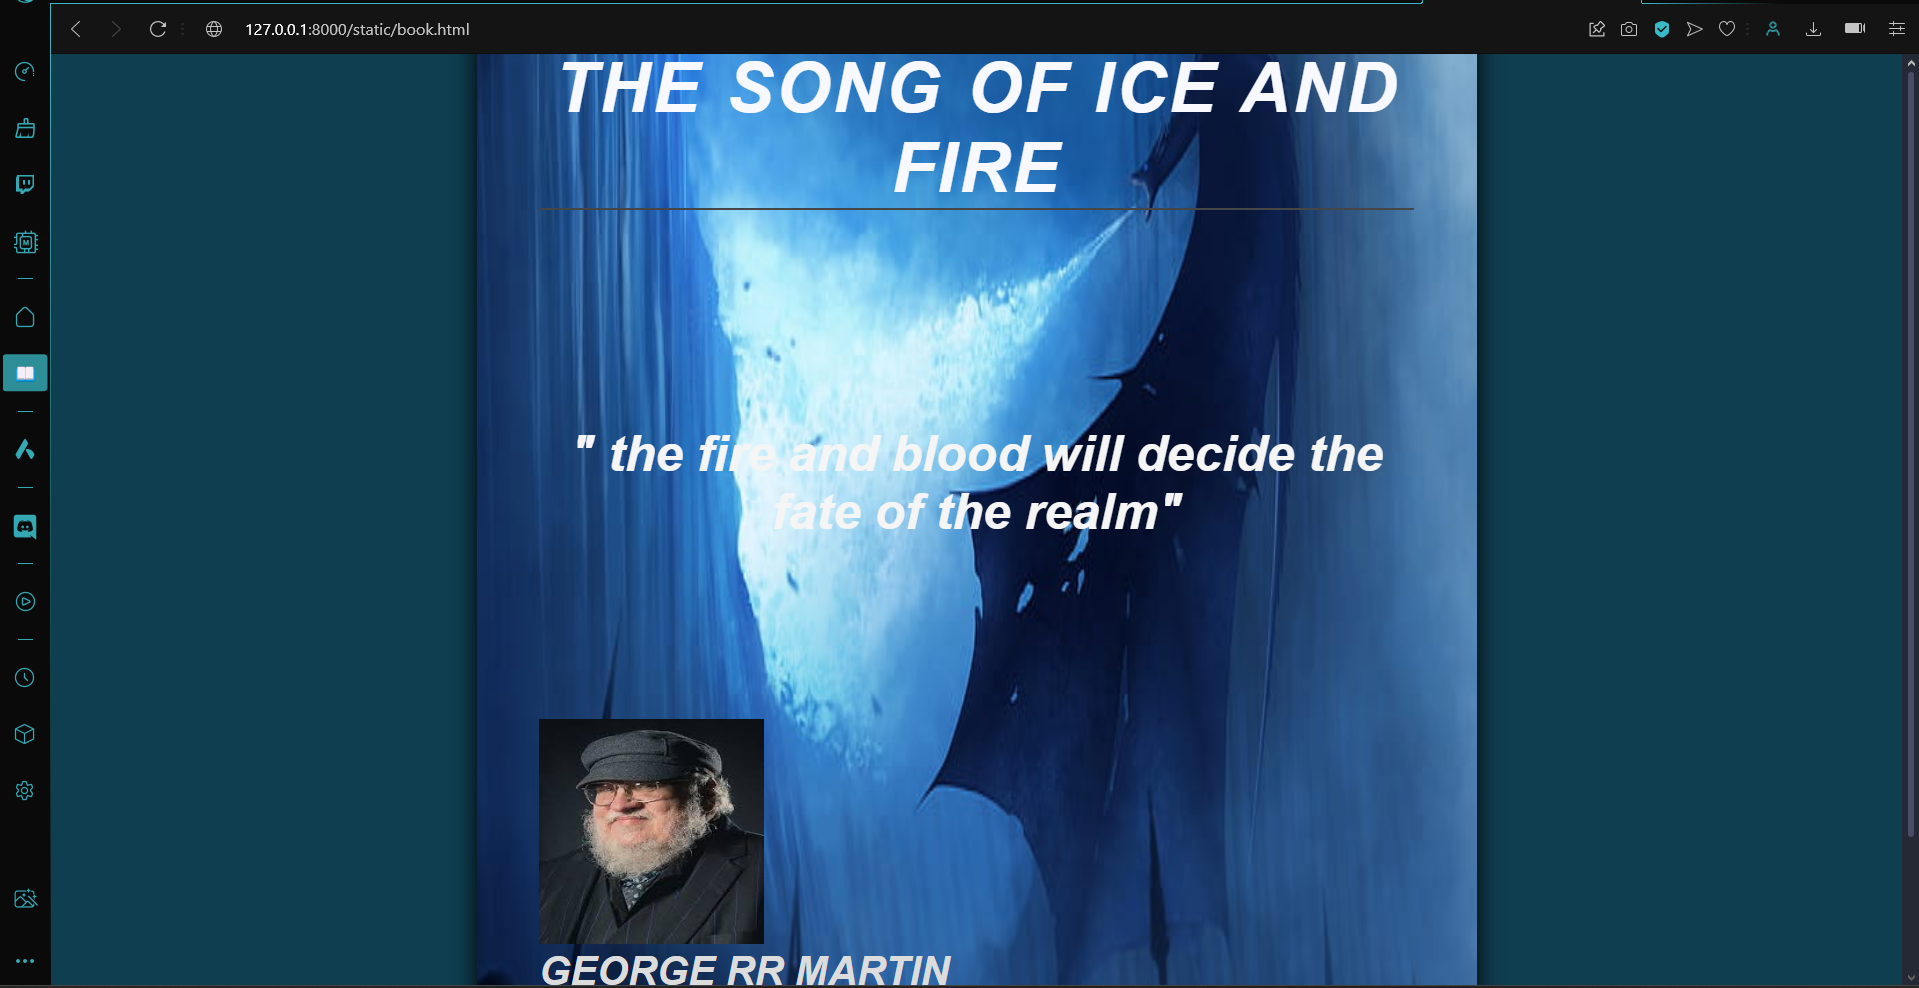 127.0.0.1:8000/static/book.html
THE SONG OF ICE AND
FIRE
" the fire and blood will decide the
fate of the realm"
GEORGE RR MARTIN